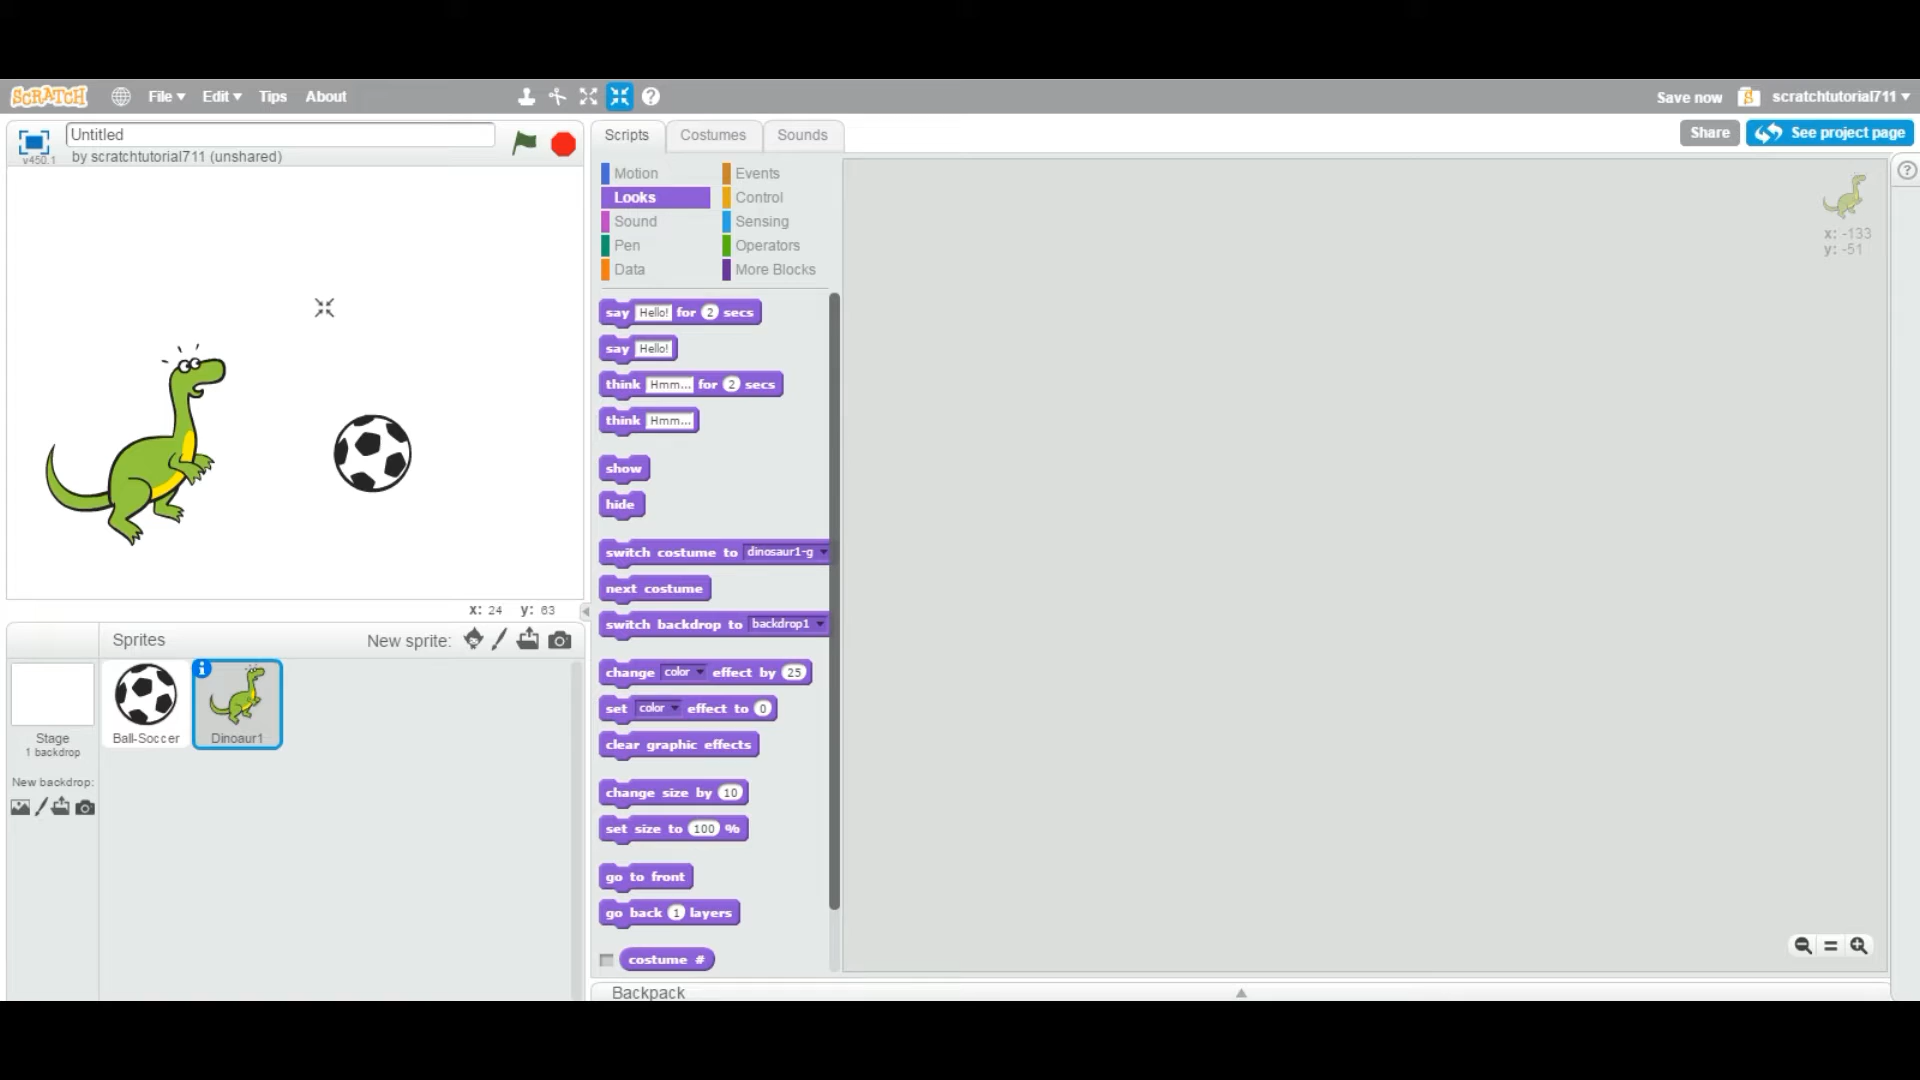 SCRATCH File Edit Tips About Save now scratchtutorial711
v450.1
Untitled
by scratchtutorial711 (unshared)
Scripts Costumes Sounds
Share See project page
Motion Events
Looks Control
Sound Sensing
Pen Operators
Data More Blocks
x: -133
y: -51
say Hello! for 2 secs
say Hello!
think Hmm... for 2 secs
think Hmm...
show
hide
switch costume to dinosaur1-g
next costume
switch backdrop to backdrop1
change color effect by 25
set color effect to 0
clear graphic effects
change size by 10
set size to 100 %
go to front
go back 1 layers
costume #
x: 24 y: 63
Sprites New sprite:
Stage
1 backdrop
New backdrop:
Ball-Soccer
Dinoaur1
Backpack